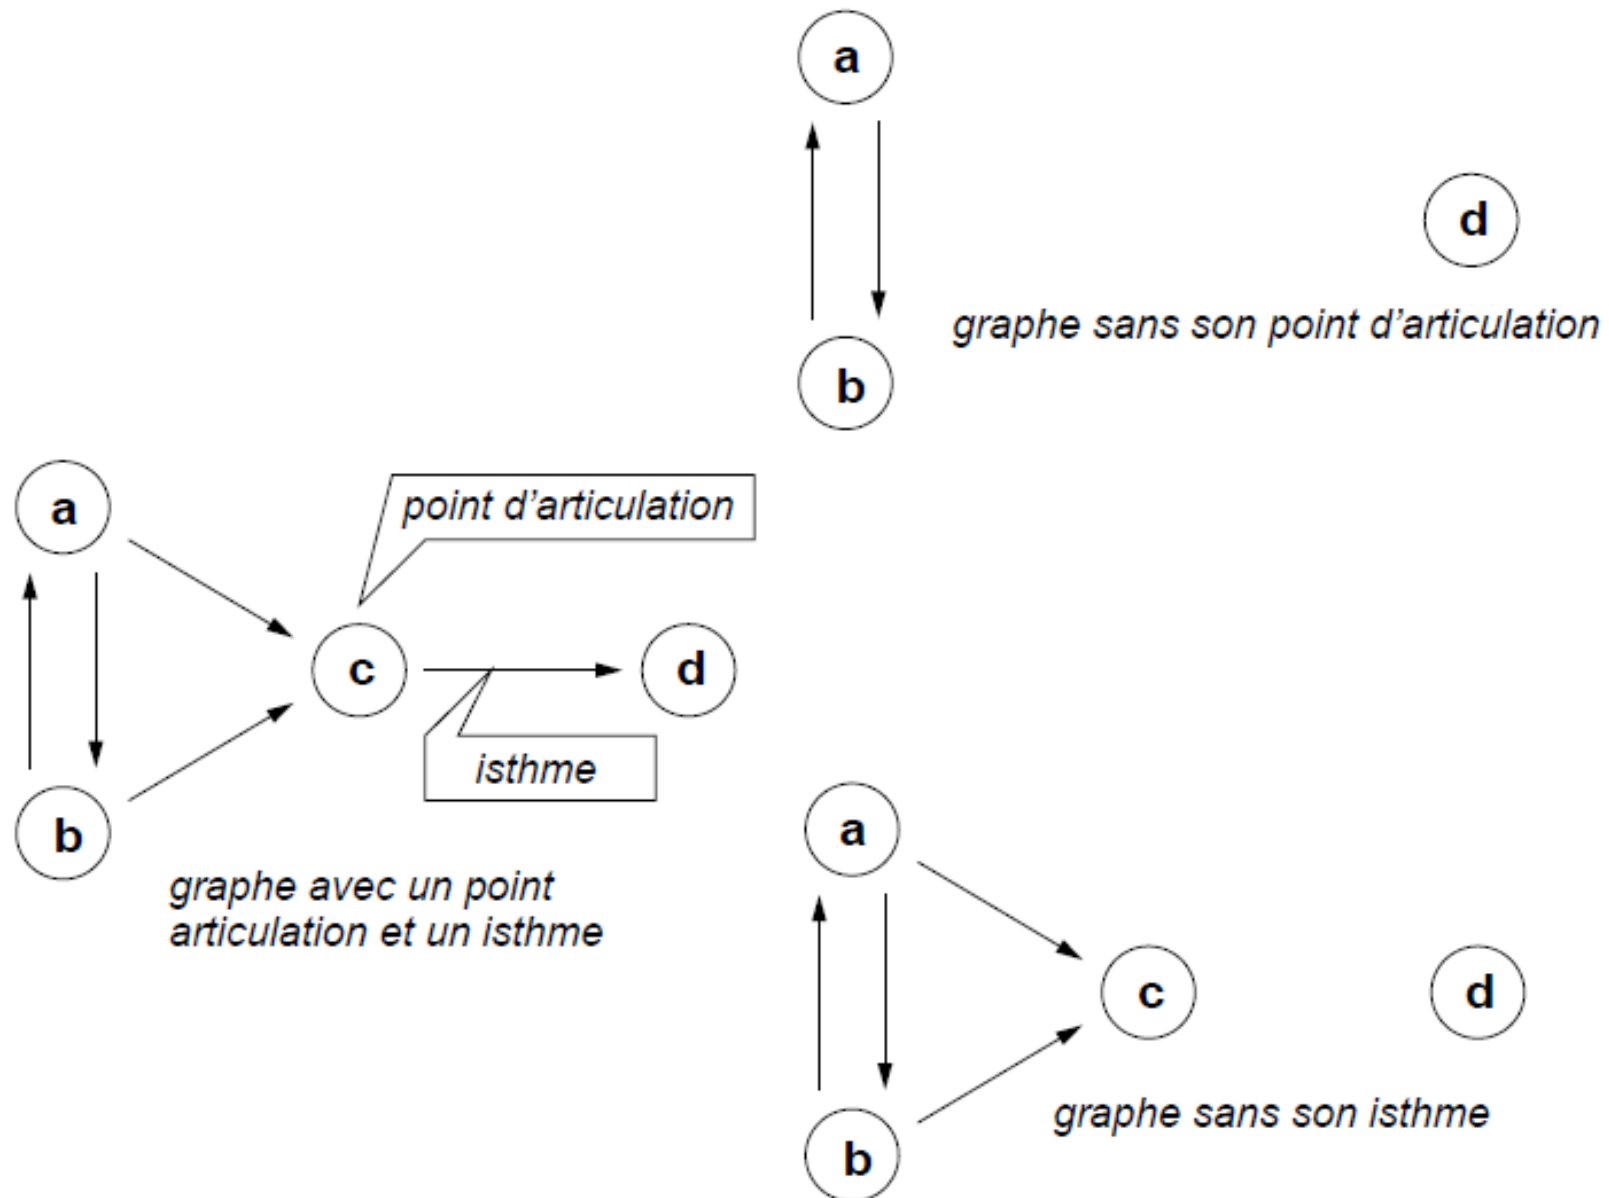 a
d
graphe sans son point d'articulation
b
a
point d'articulation
c
d
isthme
b
graphe avec un point
articulation et un isthme
a
c
d
graphe sans son isthme
b